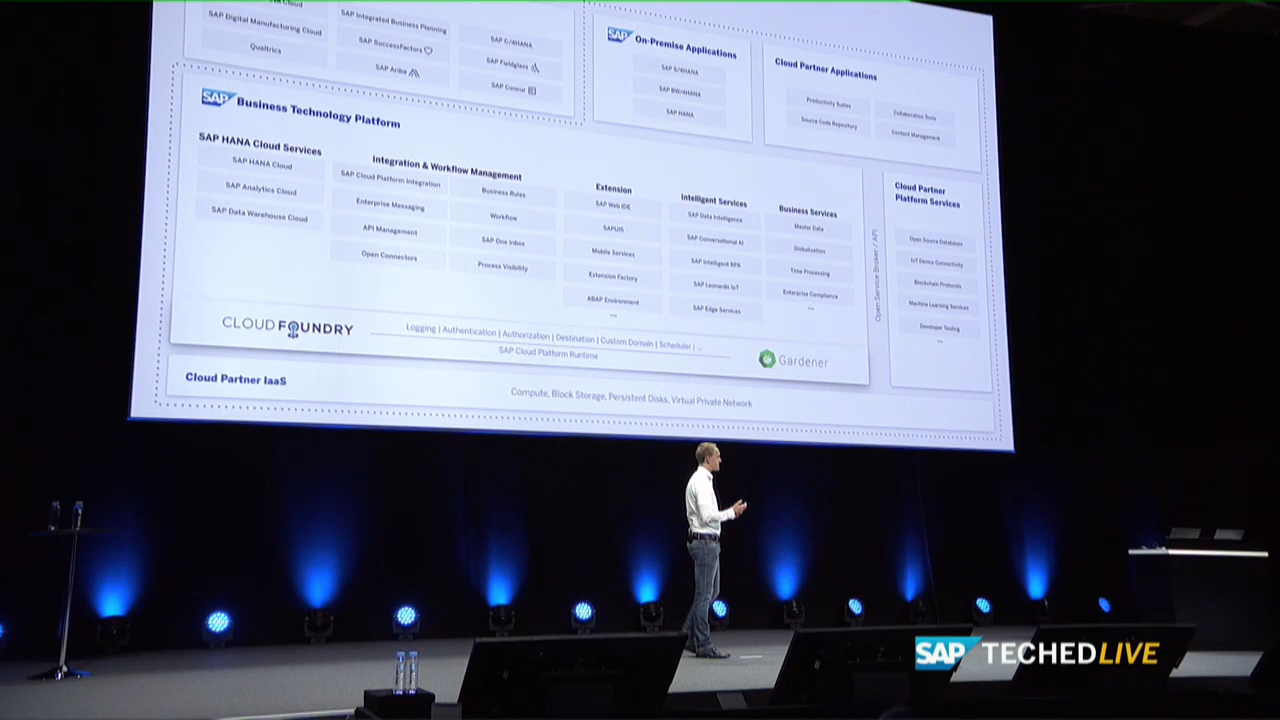 Cloud
SAP Digital Manufacturing Cloud
Qualtrics
SAP Integrated Business Planning
SAP SuccessFactors
SAP Ariba
SAP C/4HANA
SAP Fieldglass
SAP Concur
SAP On-Premise Applications
SAP S/4HANA
SAP BW/4HANA
SAP HANA
Cloud Partner Applications
Productivity Suites
Source Code Repository
Collaboration Tools
Content Management
SAP Business Technology Platform
SAP HANA Cloud Services
SAP HANA Cloud
SAP Analytics Cloud
SAP Data Warehouse Cloud
Integration & Workflow Management
SAP Cloud Platform Integration
Enterprise Messaging
API Management
Open Connectors
Business Rules
Workflow
SAP One Inbox
Process Visibility
Extension
SAP Web IDE
SAPUI5
Mobile Services
Extension Factory
ABAP Environment
...
Intelligent Services
SAP Data Intelligence
SAP Conversational AI
SAP Intelligent RPA
SAP Leonardo IoT
SAP Edge Services
Business Services
Master Data
Globalization
Time Processing
Enterprise Compliance
...
Open Service Broker / API
Cloud Partner
Platform Services
Open Source Databases
IoT Device Connectivity
Blockchain Protocols
Machine Learning Services
Developer Tooling
...
CLOUD FOUNDRY
Logging | Authentication | Authorization | Destination | Custom Domain | Scheduler | ...
SAP Cloud Platform Runtime
Gardener
Cloud Partner IaaS
Compute, Block Storage, Persistent Disks, Virtual Private Network
SAP TECHEDLIVE